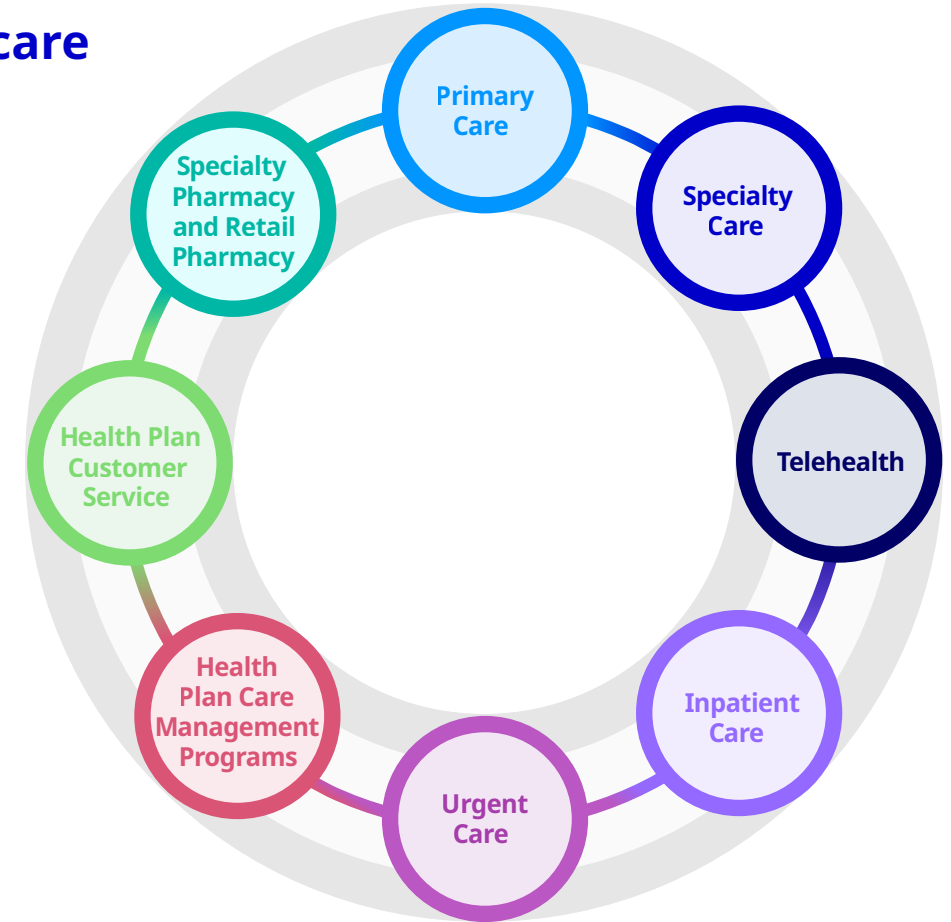 care
Primary
Care
Specialty
Care
Telehealth
Inpatient
Care
Urgent
Care
Health
Plan Care
Management
Programs
Health Plan
Customer
Service
Specialty
Pharmacy
and Retail
Pharmacy